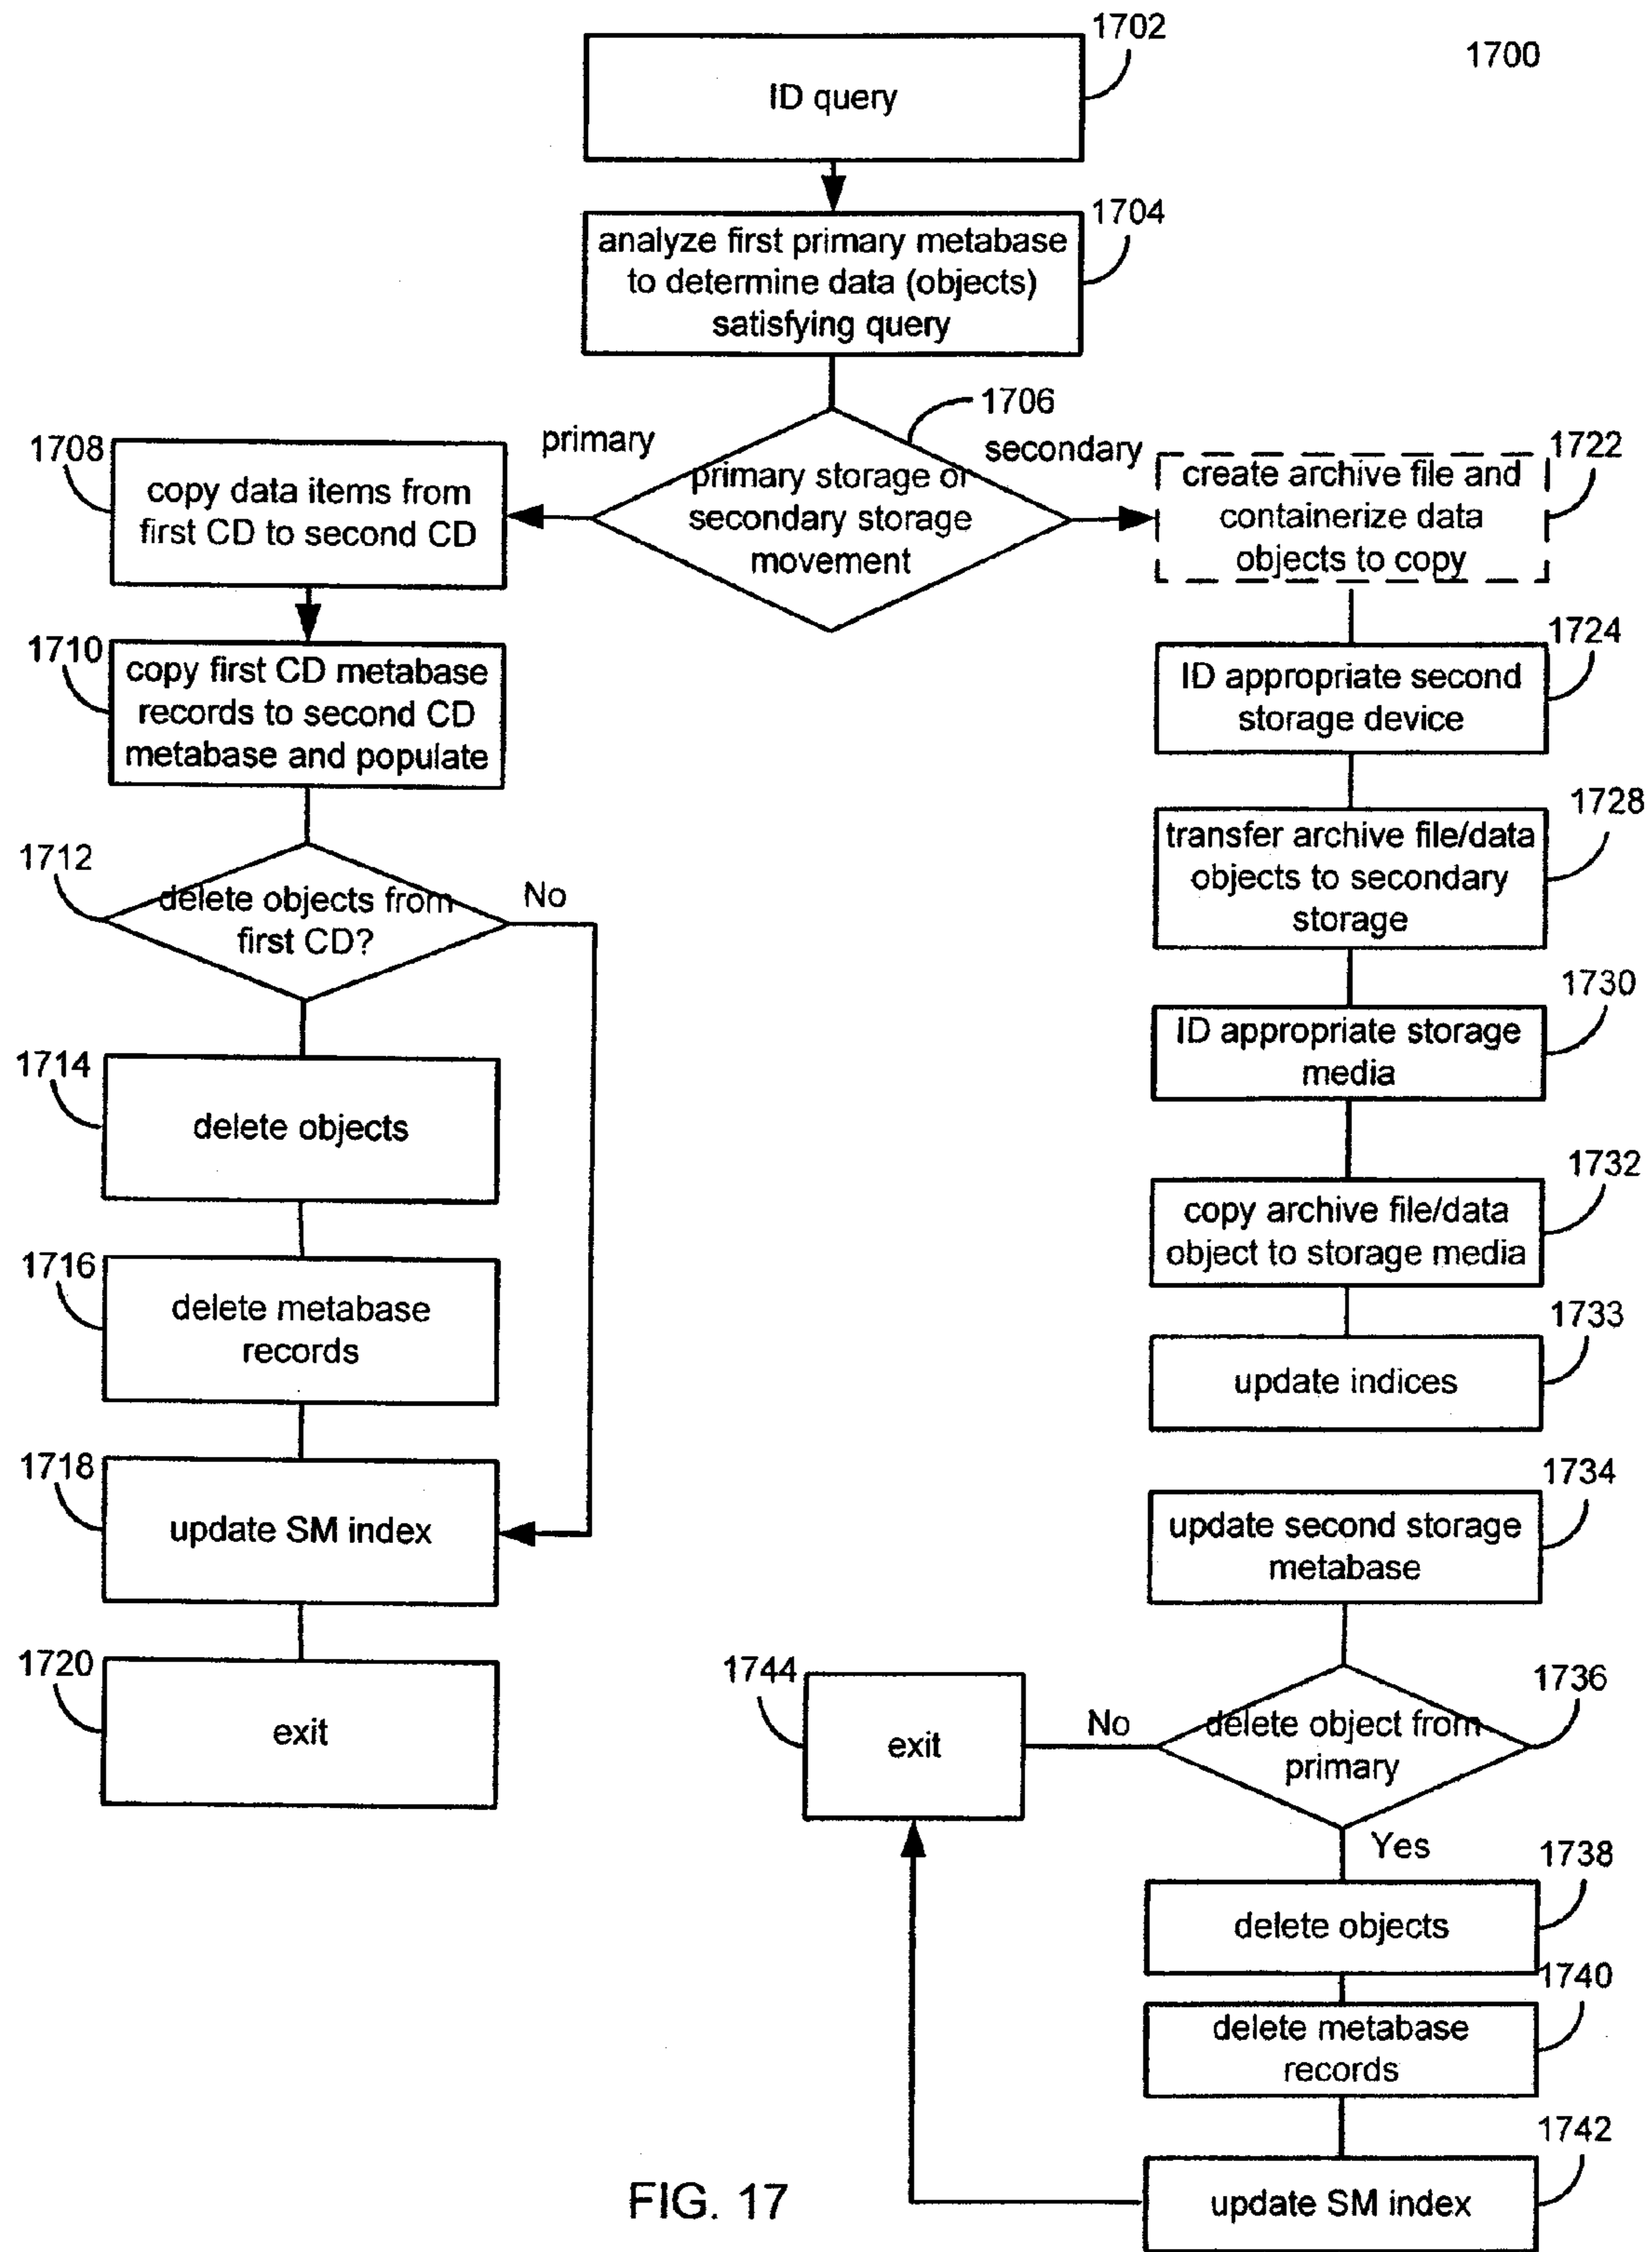 1702
1700
ID query
1704
analyze first primary metabase
to determine data (objects)
satisfying query
1706
primary
secondary
primary storage or
secondary storage
movement
1708
copy data items from
first CD to second CD
1710
copy first CD metabase
records to second CD
metabase and populate
1712
delete objects from
first CD?
No
1714
delete objects
1716
delete metabase
records
1718
update SM index
1720
exit
1722
create archive file and
containerize data
objects to copy
1724
ID appropriate second
storage device
1728
transfer archive file/data
objects to secondary
storage
1730
ID appropriate storage
media
1732
copy archive file/data
object to storage media
1733
update indices
1734
update second storage
metabase
1736
delete object from
primary
No
1744
exit
Yes
1738
delete objects
1740
delete metabase
records
1742
update SM index
FIG. 17